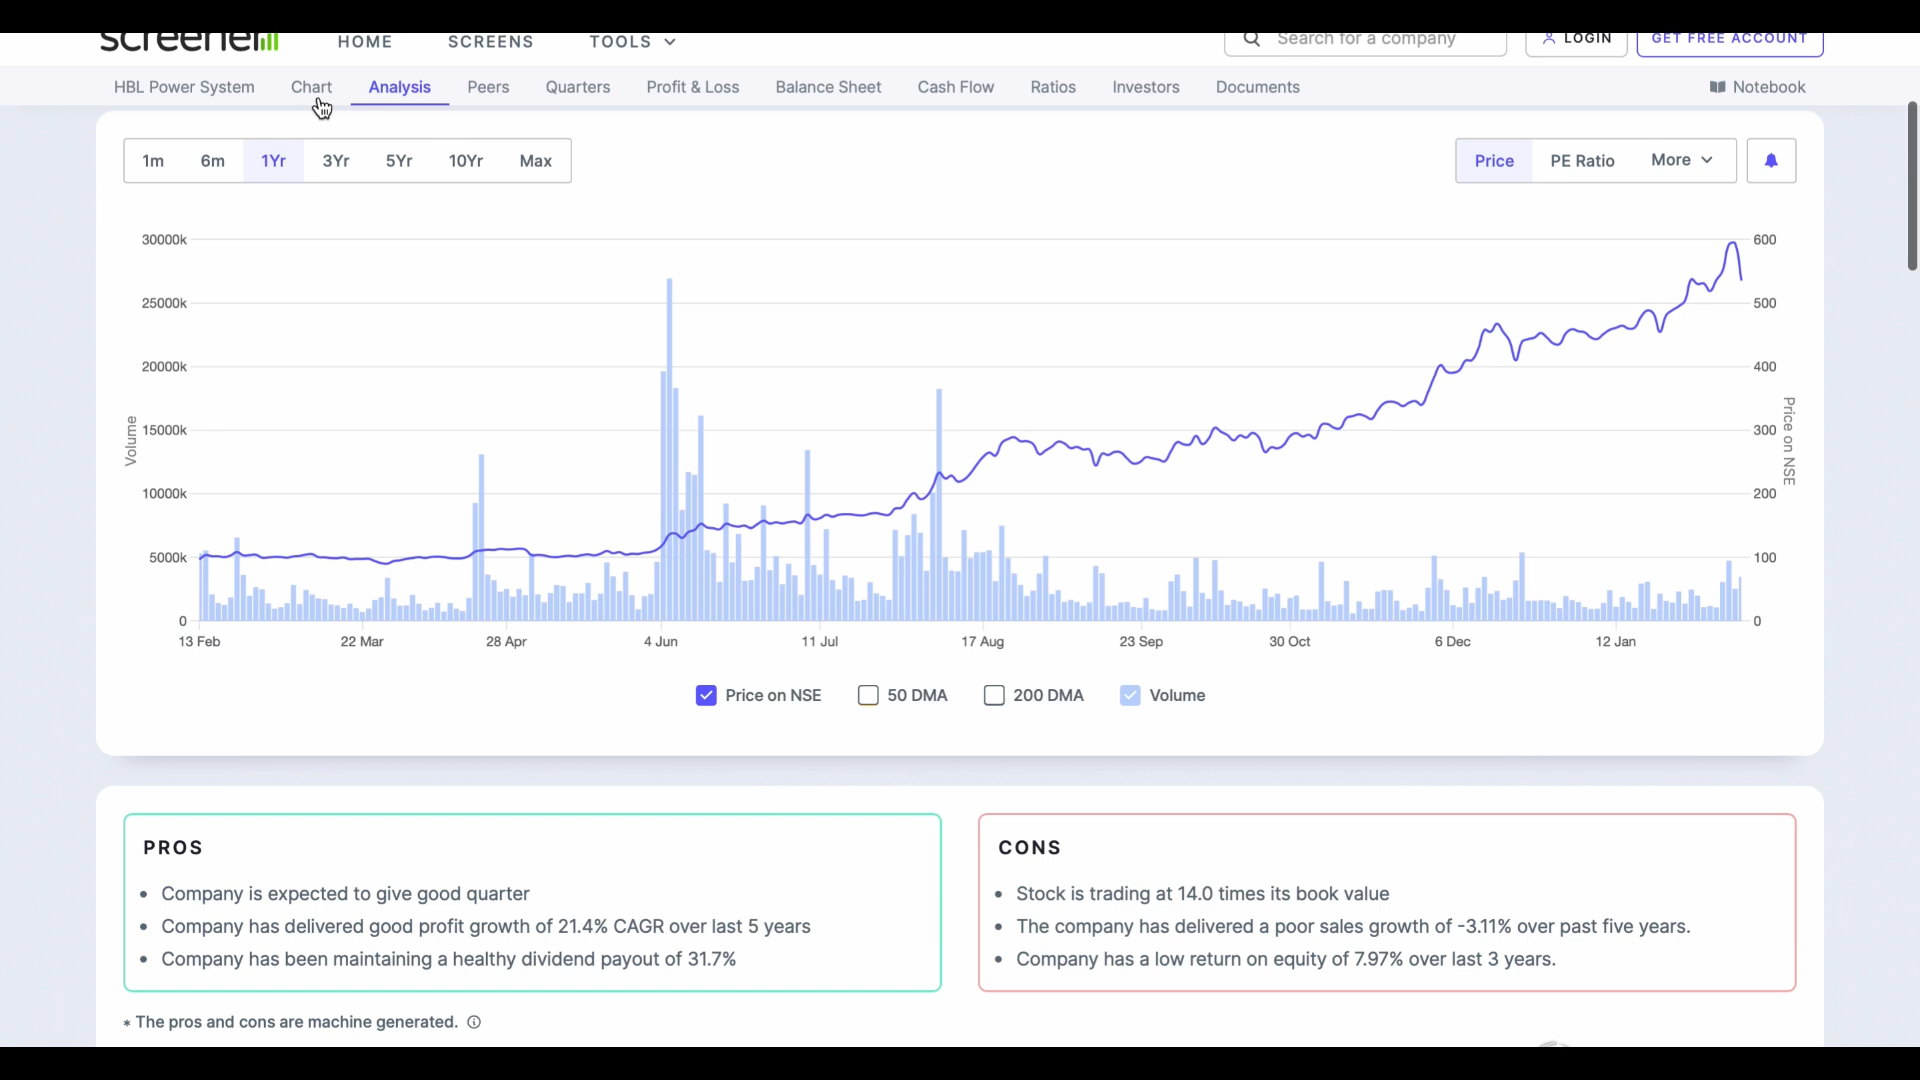 screener
HOME SCREENS TOOLS
Search for a company
LOGIN
GET FREE ACCOUNT
HBL Power System Chart Analysis Peers Quarters Profit & Loss Balance Sheet Cash Flow Ratios Investors Documents Notebook
1m 6m 1Yr 3Yr 5Yr 10Yr Max
Price PE Ratio More
30000k 600
25000k 500
20000k 400
15000k 300
10000k 200
5000k 100
0 0
Volume
Price on NSE
13 Feb 22 Mar 28 Apr 4 Jun 11 Jul 17 Aug 23 Sep 30 Oct 6 Dec 12 Jan
Price on NSE 50 DMA 200 DMA Volume
PROS
• Company is expected to give good quarter
• Company has delivered good profit growth of 21.4% CAGR over last 5 years
• Company has been maintaining a healthy dividend payout of 31.7%
CONS
• Stock is trading at 14.0 times its book value
• The company has delivered a poor sales growth of -3.11% over past five years.
• Company has a low return on equity of 7.97% over last 3 years.
* The pros and cons are machine generated.